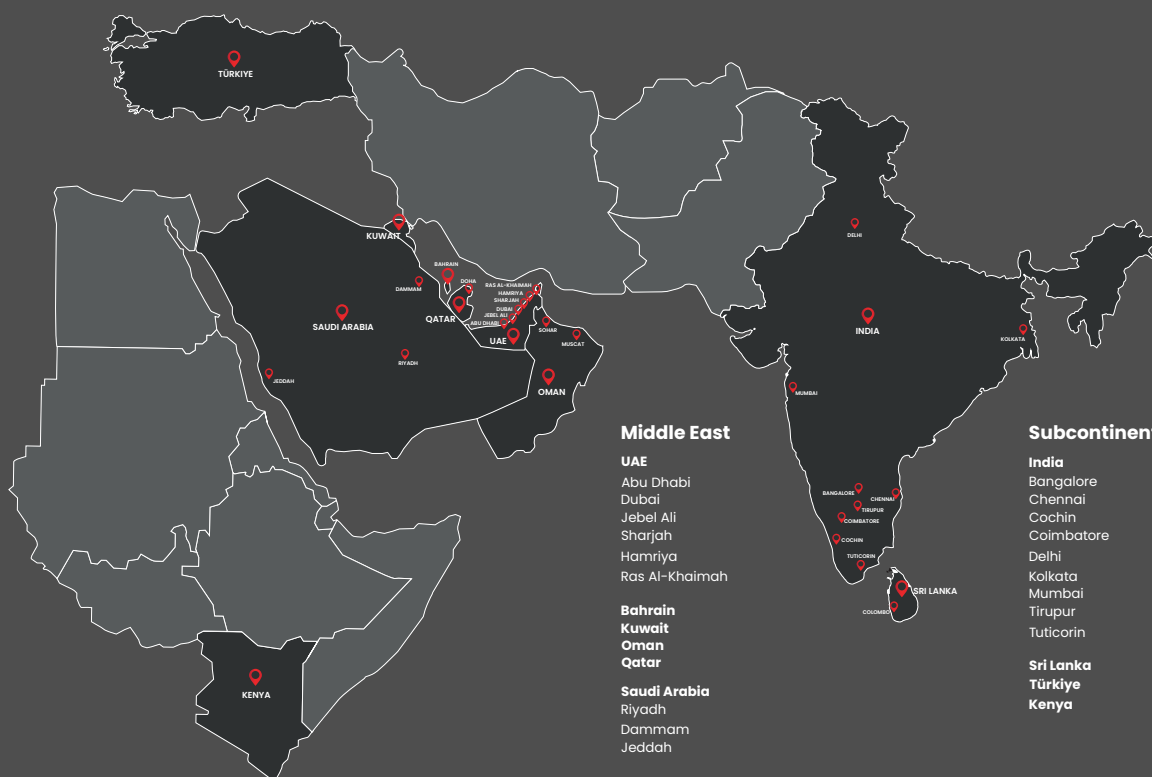 TÜRKIYE
KUWAIT
BAHRAIN
DAMMAM
DOHA
RAS AL-KHAIMAH
HAMRIYA
SHARJAH
DUBAI
JEBEL ALI
ABU DHABI
QATAR
UAE
SAUDI ARABIA
SOHAR
MUSCAT
RIYADH
JEDDAH
OMAN
DELHI
INDIA
KOLKATA
MUMBAI
BANGALORE
CHENNAI
TIRUPUR
COIMBATORE
COCHIN
TUTICORIN
SRI LANKA
COLOMBO
KENYA
Middle East
UAE
Abu Dhabi
Dubai
Jebel Ali
Sharjah
Hamriya
Ras Al-Khaimah
Bahrain
Kuwait
Oman
Qatar
Saudi Arabia
Riyadh
Dammam
Jeddah
Subcontinent
India
Bangalore
Chennai
Cochin
Coimbatore
Delhi
Kolkata
Mumbai
Tirupur
Tuticorin
Sri Lanka
Türkiye
Kenya